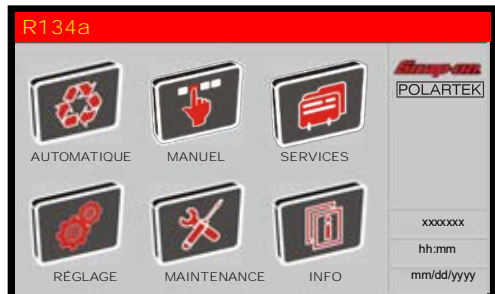 R134a
Snap-on
POLARTEK
AUTOMATIQUE MANUEL SERVICES
xxxxxxx
hh:mm
RÉGLAGE MAINTENANCE INFO mm/dd/yyyy